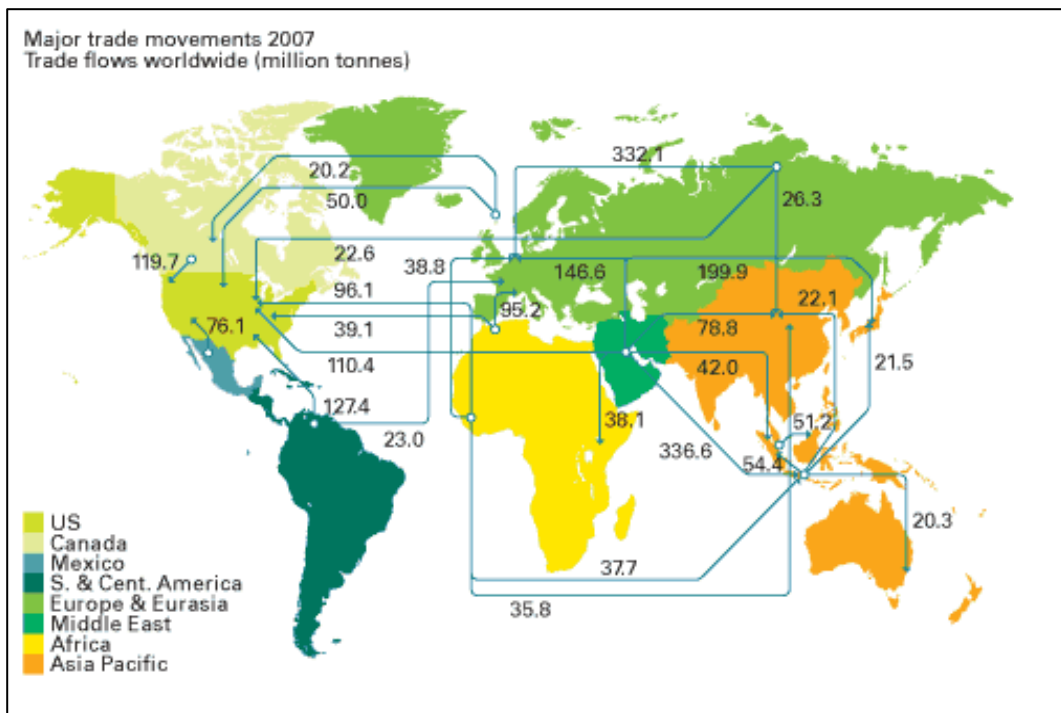 Major trade movements 2007
Trade flows worldwide (million tonnes)
20.2
332.1
50.0
26.3
119.7
22.6
38.8
146.6
199.9
96.1
95.2
22.1
76.1
39.1
78.8
110.4
42.0
21.5
127.4
38.1
51.2
23.0
336.6
54.4
20.3
37.7
35.8
US
Canada
Mexico
S. & Cent. America
Europe & Eurasia
Middle East
Africa
Asia Pacific